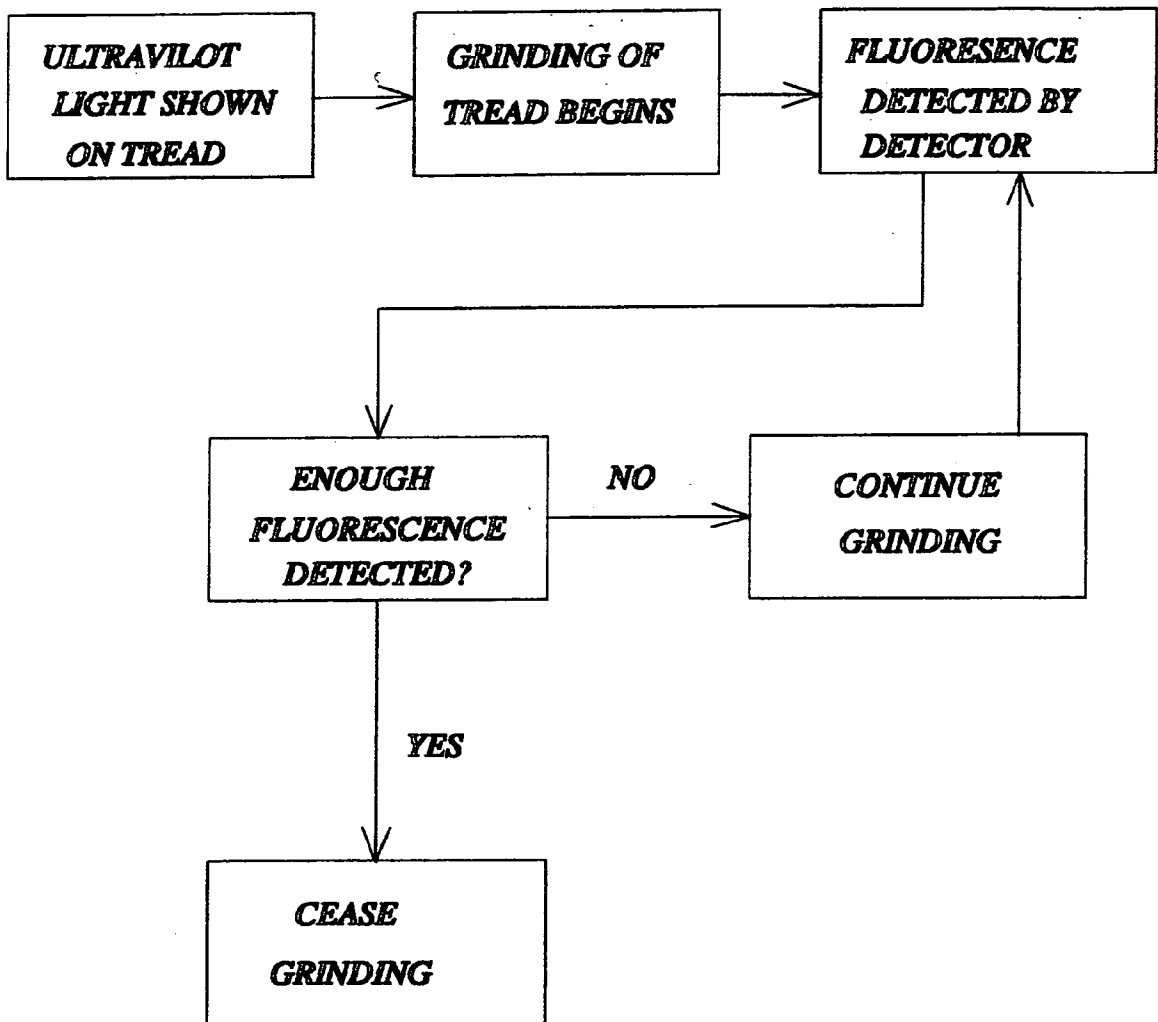 ULTRAVILOT
LIGHT SHOWN
ON TREAD
GRINDING OF
TREAD BEGINS
FLUORESENCE
DETECTED BY
DETECTOR
ENOUGH
FLUORESCENCE
DETECTED?
NO
CONTINUE
GRINDING
YES
CEASE
GRINDING